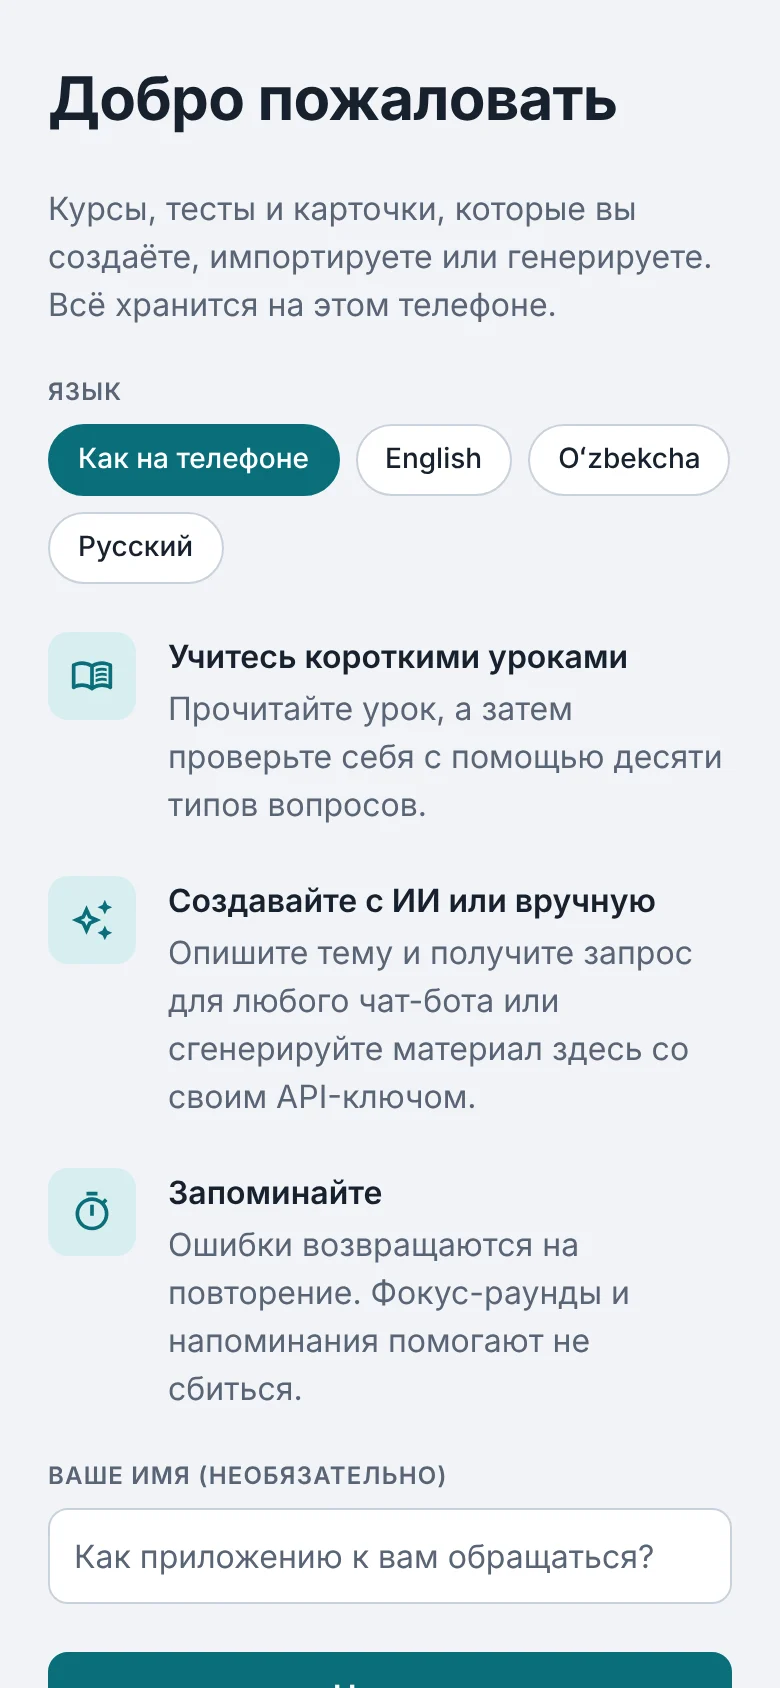 Добро пожаловать
Курсы, тесты и карточки, которые вы
создаёте, импортируете или генерируете.
Всё хранится на этом телефоне.
ЯЗЫК
Как на телефоне
English
Oʻzbekcha
Русский
Учитесь короткими уроками
Прочитайте урок, а затем
проверьте себя с помощью десяти
типов вопросов.
Создавайте с ИИ или вручную
Опишите тему и получите запрос
для любого чат-бота или
сгенерируйте материал здесь со
своим API-ключом.
Запоминайте
Ошибки возвращаются на
повторение. Фокус-раунды и
напоминания помогают не
сбиться.
ВАШЕ ИМЯ (НЕОБЯЗАТЕЛЬНО)
Как приложению к вам обращаться?